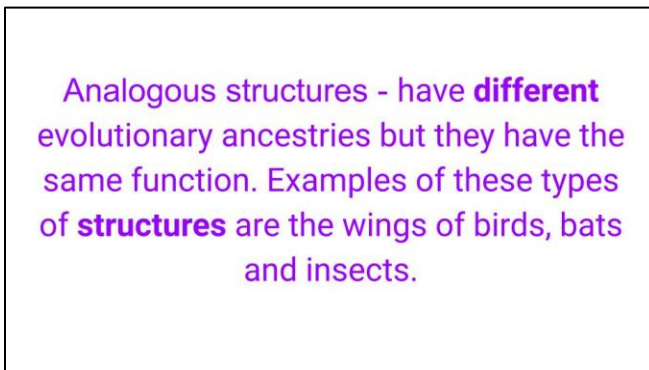 Analogous structures - have different
evolutionary ancestries but they have the
same function. Examples of these types
of structures are the wings of birds, bats
and insects.